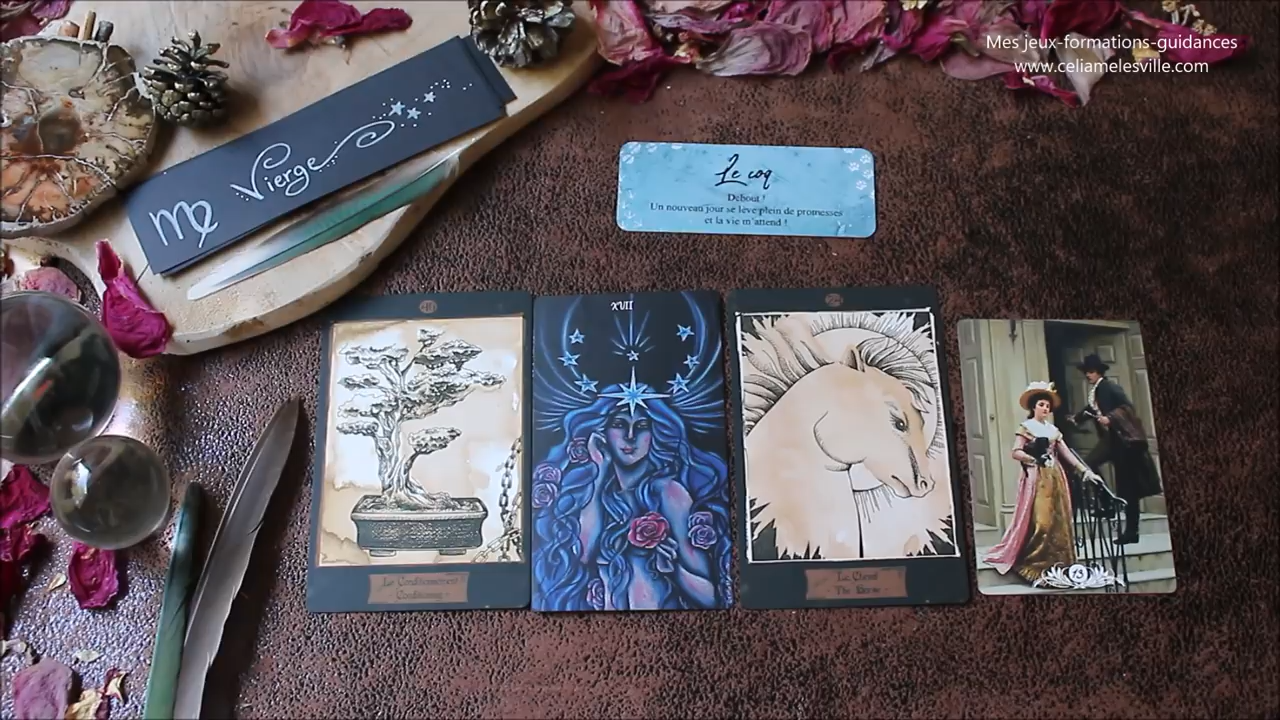 Mes jeux-formations-guidances
www.celiamelesville.com
♍ Vierge
Le coq
Debout !
Un nouveau jour se lève plein de promesses
et la vie m'attend !
XVII
Le Conditionnement
- Conditioning -
Le Cheval
- The Horse -